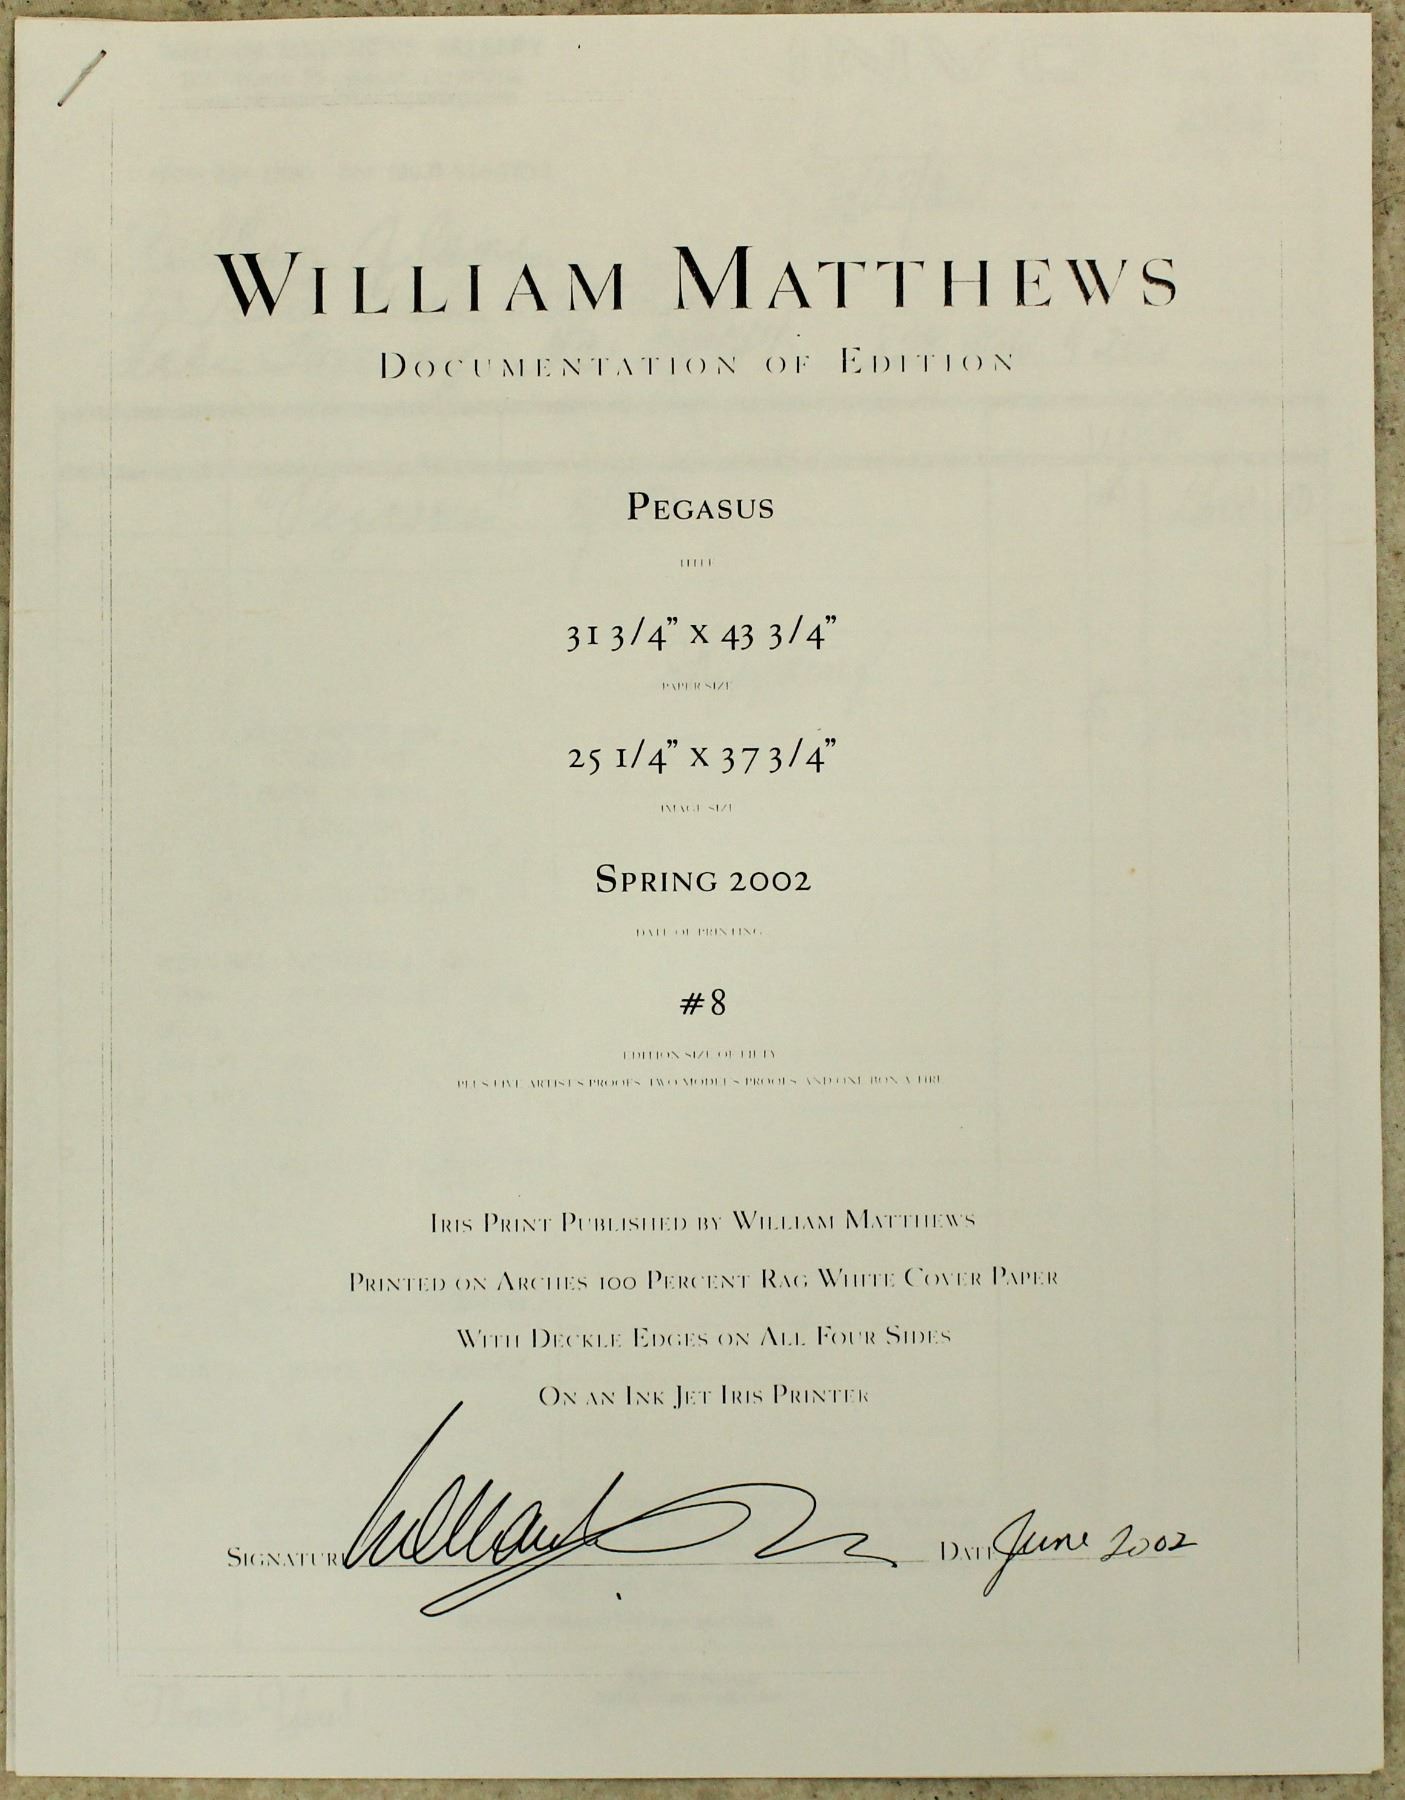 WILLIAM MATTHEWS
DOCUMENTATION OF EDITION
PEGASUS
TITLE
31 3/4" X 43 3/4"
PAPER SIZE
25 1/4" X 37 3/4"
IMAGE SIZE
SPRING 2002
DATE OF PRINTING
#8
EDITION SIZE OF FIFTY
PLUS FIVE ARTIST'S PROOFS, TWO MODEL'S PROOFS AND ONE BON A TIRE
IRIS PRINT PUBLISHED BY WILLIAM MATTHEWS
PRINTED ON ARCHES 100 PERCENT RAG WHITE COVER PAPER
WITH DECKLE EDGES ON ALL FOUR SIDES
ON AN INK JET IRIS PRINTER
SIGNATURE DATE June 2002